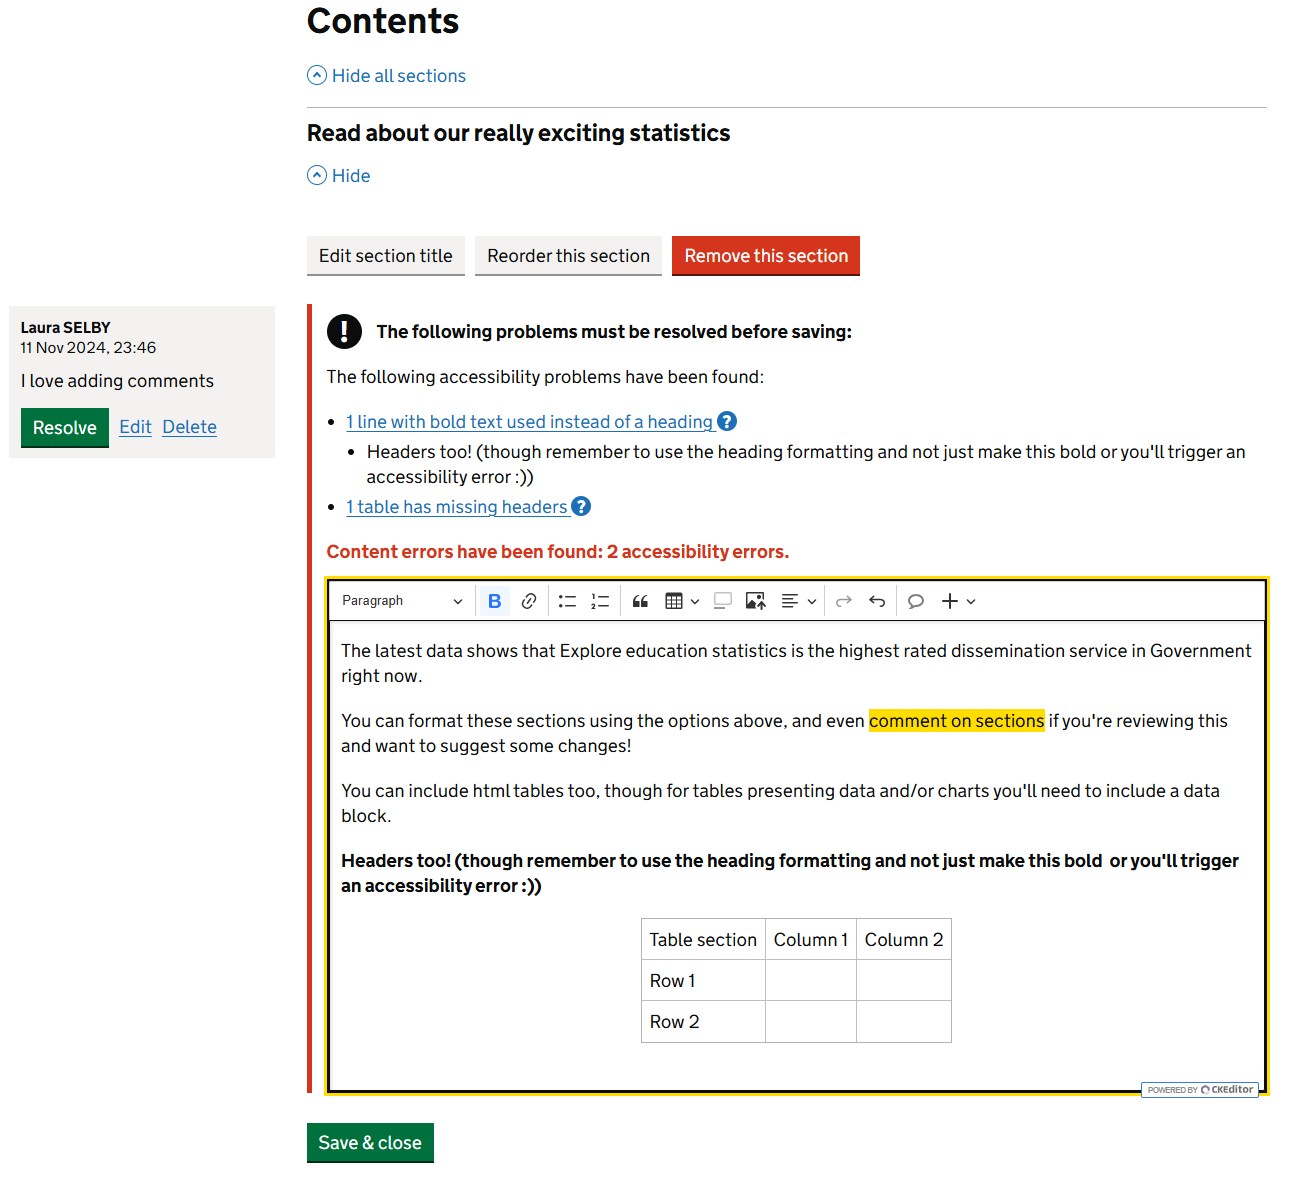 Contents
Hide all sections
Read about our really exciting statistics
Hide
Edit section title
Reorder this section
Remove this section
Laura SELBY
11 Nov 2024, 23:46
I love adding comments
Resolve
Edit
Delete
The following problems must be resolved before saving:
The following accessibility problems have been found:
1 line with bold text used instead of a heading ?
Headers too! (though remember to use the heading formatting and not just make this bold or you'll trigger an
accessibility error :))
1 table has missing headers ?
Content errors have been found: 2 accessibility errors.
Paragraph
B
The latest data shows that Explore education statistics is the highest rated dissemination service in Government
right now.
You can format these sections using the options above, and even comment on sections if you're reviewing this
and want to suggest some changes!
You can include html tables too, though for tables presenting data and/or charts you'll need to include a data
block.
Headers too! (though remember to use the heading formatting and not just make this bold  or you'll trigger
an accessibility error :))
Table section
Column 1
Column 2
Row 1
Row 2
POWERED BY CKEditor
Save & close